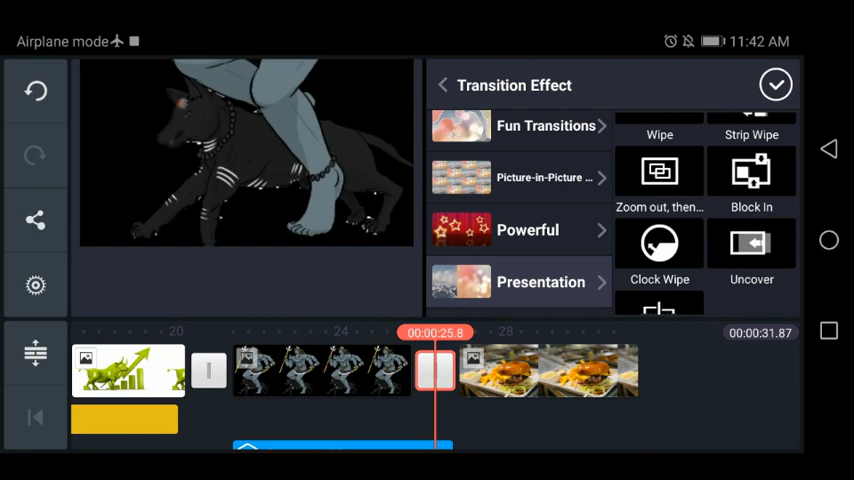 Airplane mode
11:42 AM
Transition Effect
Fun Transitions
Wipe
Strip Wipe
Picture-in-Picture ...
Zoom out, then...
Block In
Powerful
Presentation
Clock Wipe
Uncover
20
24
00:00:25.8
28
00:00:31.87